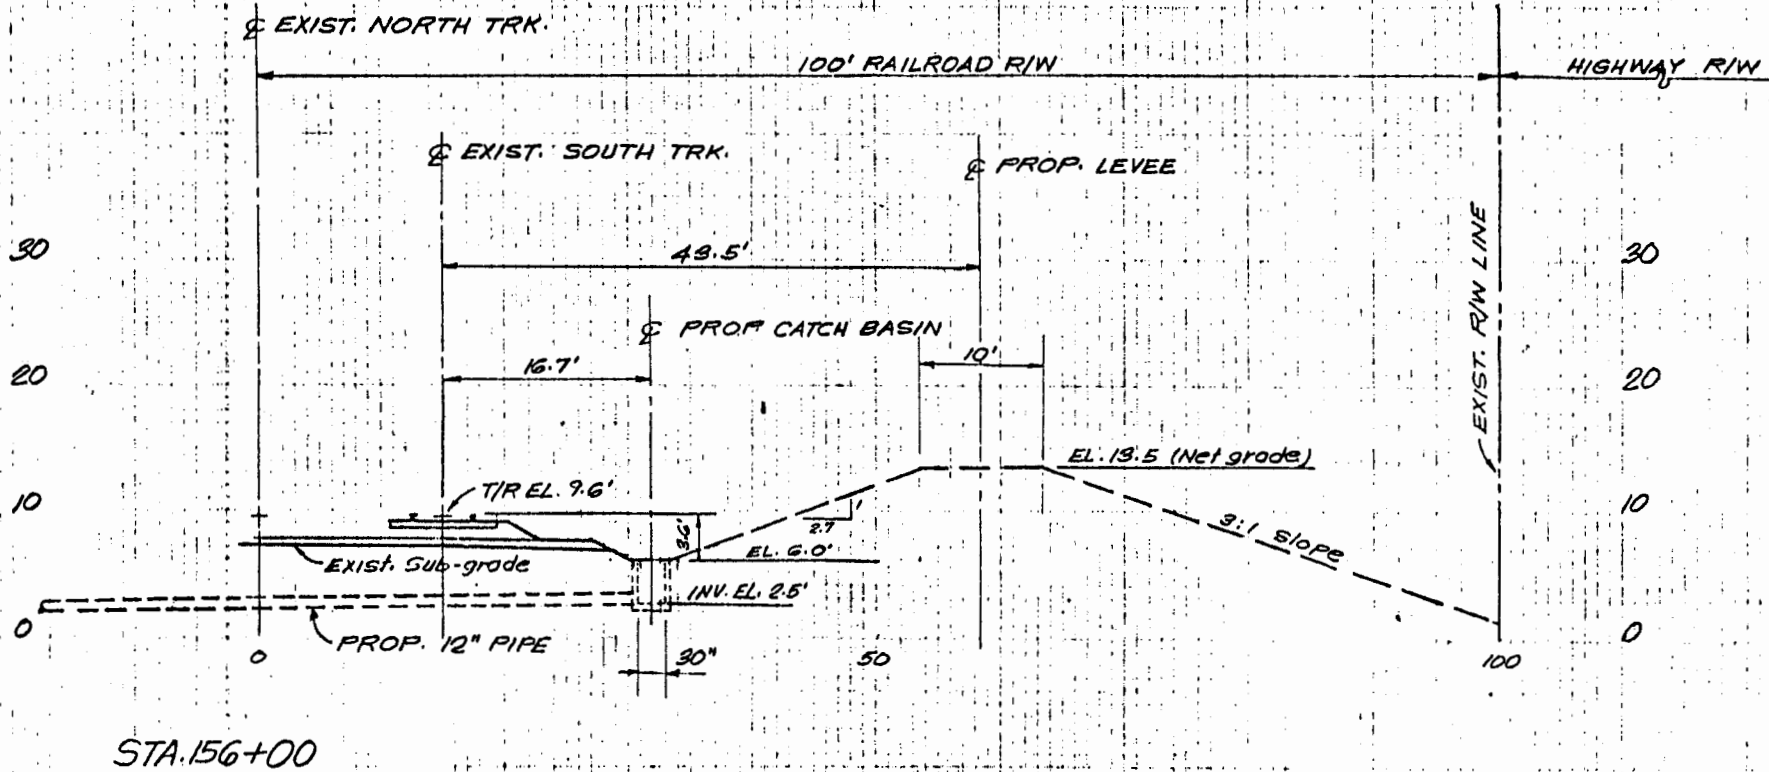 ℄ EXIST. NORTH TRK.
100' RAILROAD R/W
HIGHWAY R/W
℄ EXIST. SOUTH TRK.
℄ PROP. LEVEE
EXIST. R/W LINE
30
43.5'
30
℄ PROP. CATCH BASIN
20
16.7'
10'
20
EL. 13.5 (Net grade)
10
T/R EL. 9.6'
3.6'
1
2.7
3:1 slope
10
EL. 6.0'
EXIST. Sub-grade
INV. EL. 2.5'
0
PROP. 12" PIPE
0
0
30"
50
100
STA. 156+00